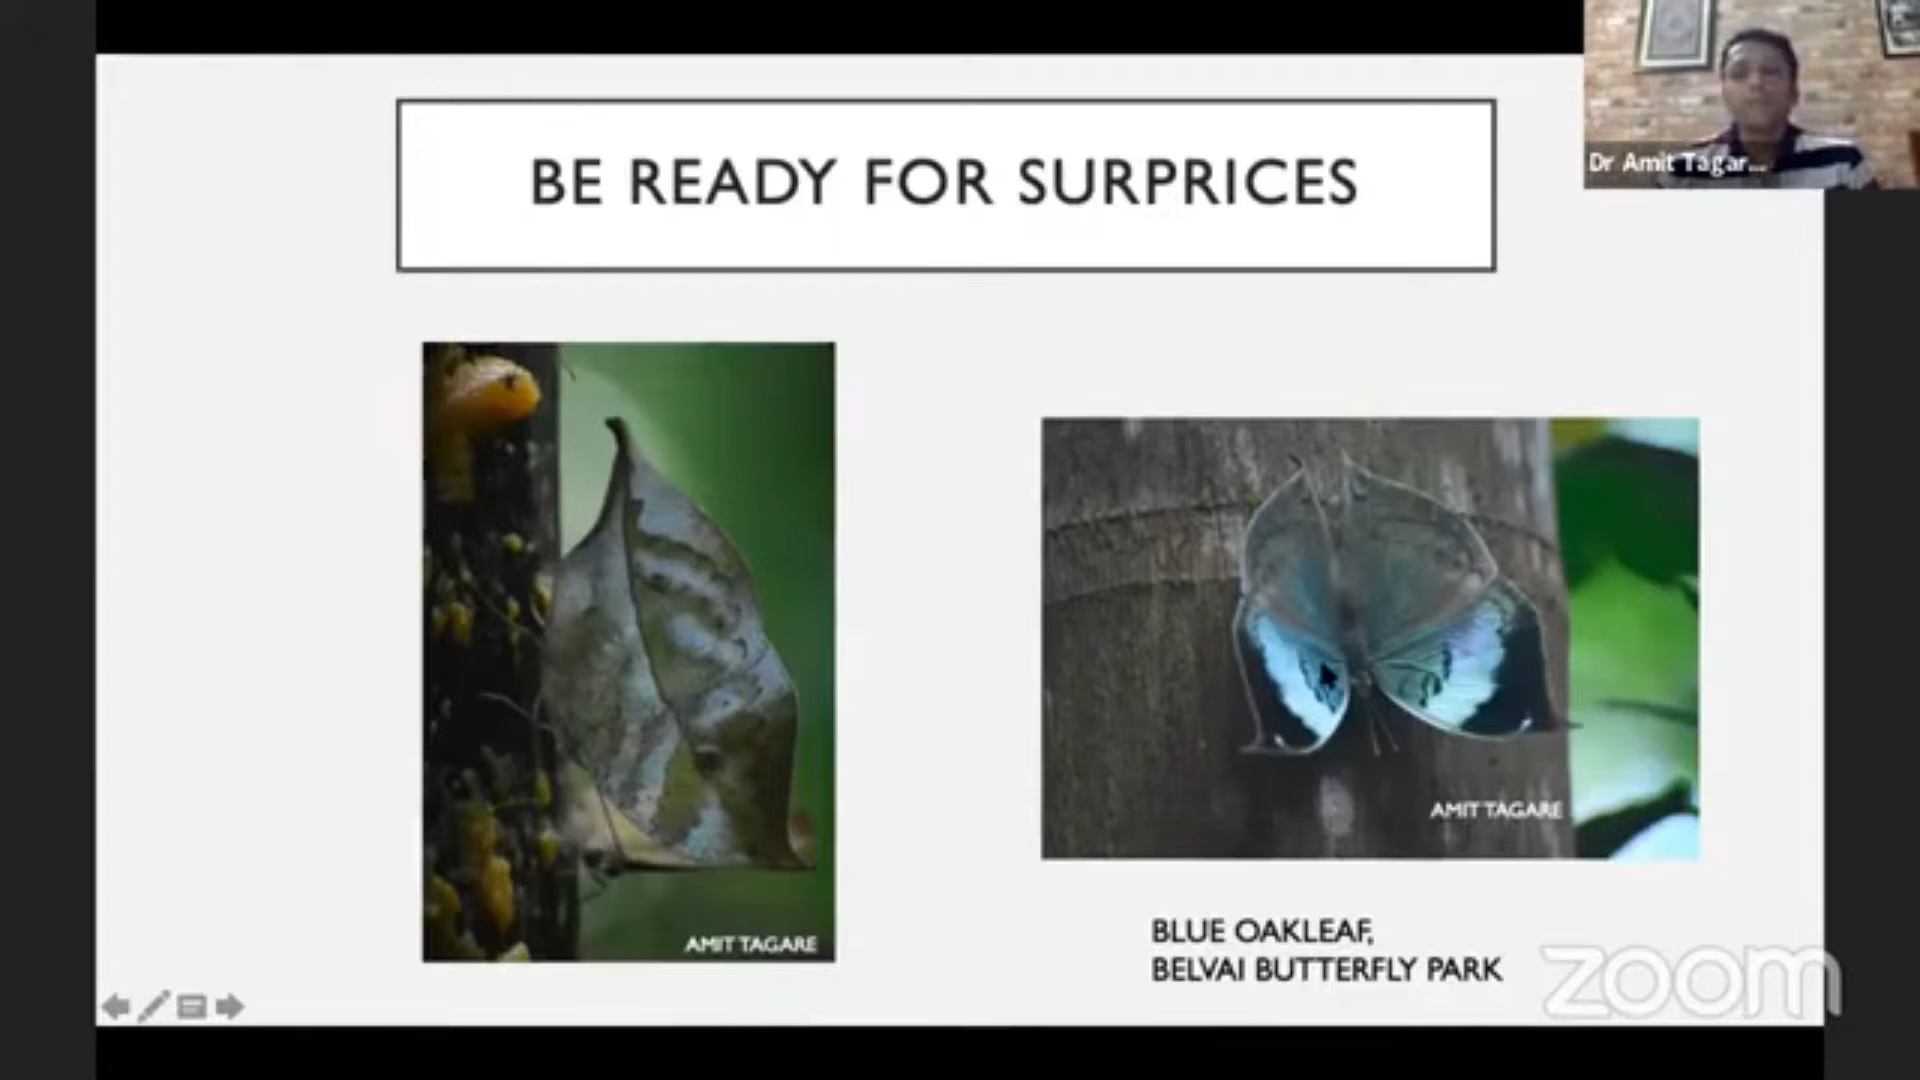 BE READY FOR SURPRICES
Dr Amit Tagar...
AMIT TAGARE
AMIT TAGARE
BLUE OAKLEAF,
BELVAI BUTTERFLY PARK
zoom